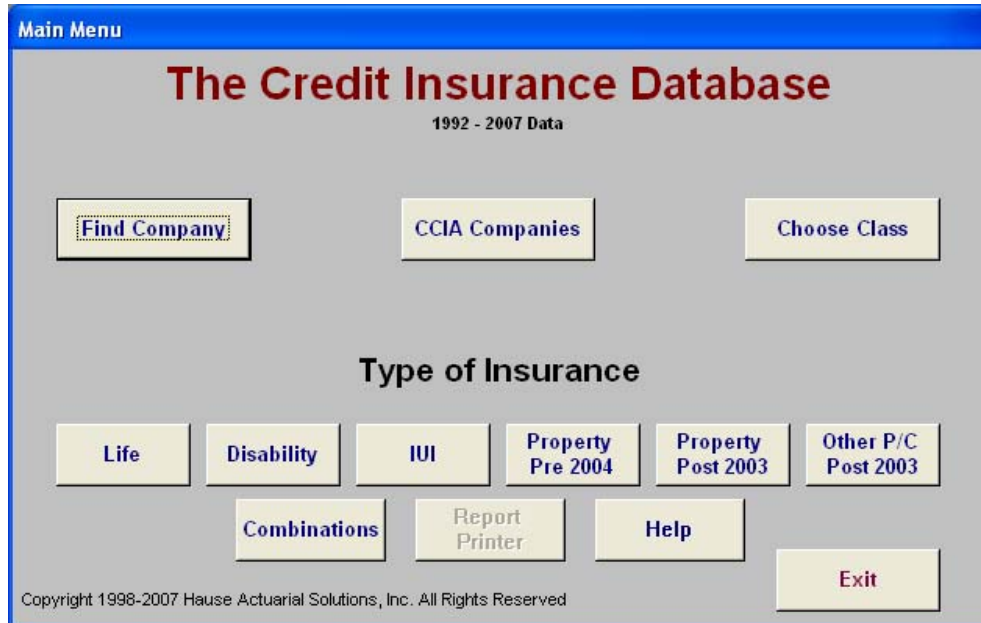 Main Menu
The Credit Insurance Database
1992 - 2007 Data
Find Company
CCIA Companies
Choose Class
Type of Insurance
Life
Disability
IUI
Property
Pre 2004
Property
Post 2003
Other P/C
Post 2003
Combinations
Report
Printer
Help
Exit
Copyright 1998-2007 Hause Actuarial Solutions, Inc. All Rights Reserved